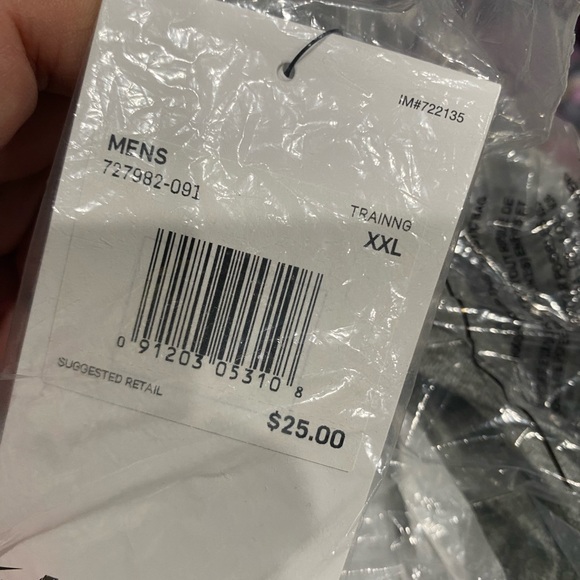 IM#722135
MENS
727982-091
TRAINNG
XXL
0 91203 05310 8
SUGGESTED RETAIL
$25.00